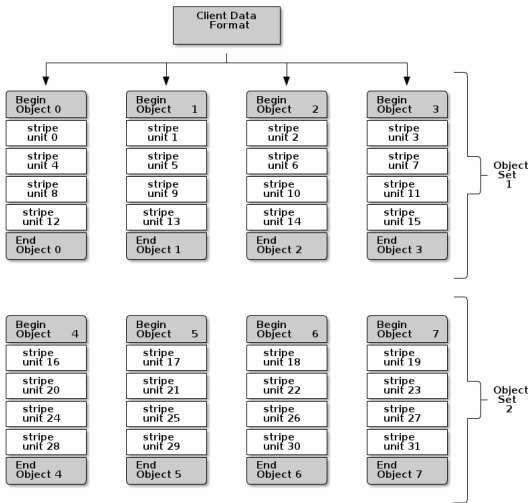 Client Data
Format
Begin
Object 0
stripe
unit 0
stripe
unit 4
stripe
unit 8
stripe
unit 12
End
Object 0
Begin
Object 1
stripe
unit 1
stripe
unit 5
stripe
unit 9
stripe
unit 13
End
Object 1
Begin
Object 2
stripe
unit 2
stripe
unit 6
stripe
unit 10
stripe
unit 14
End
Object 2
Begin
Object 3
stripe
unit 3
stripe
unit 7
stripe
unit 11
stripe
unit 15
End
Object 3
Object
Set
1
Begin
Object 4
stripe
unit 16
stripe
unit 20
stripe
unit 24
stripe
unit 28
End
Object 4
Begin
Object 5
stripe
unit 17
stripe
unit 21
stripe
unit 25
stripe
unit 29
End
Object 5
Begin
Object 6
stripe
unit 18
stripe
unit 22
stripe
unit 26
stripe
unit 30
End
Object 6
Begin
Object 7
stripe
unit 19
stripe
unit 23
stripe
unit 27
stripe
unit 31
End
Object 7
Object
Set
2